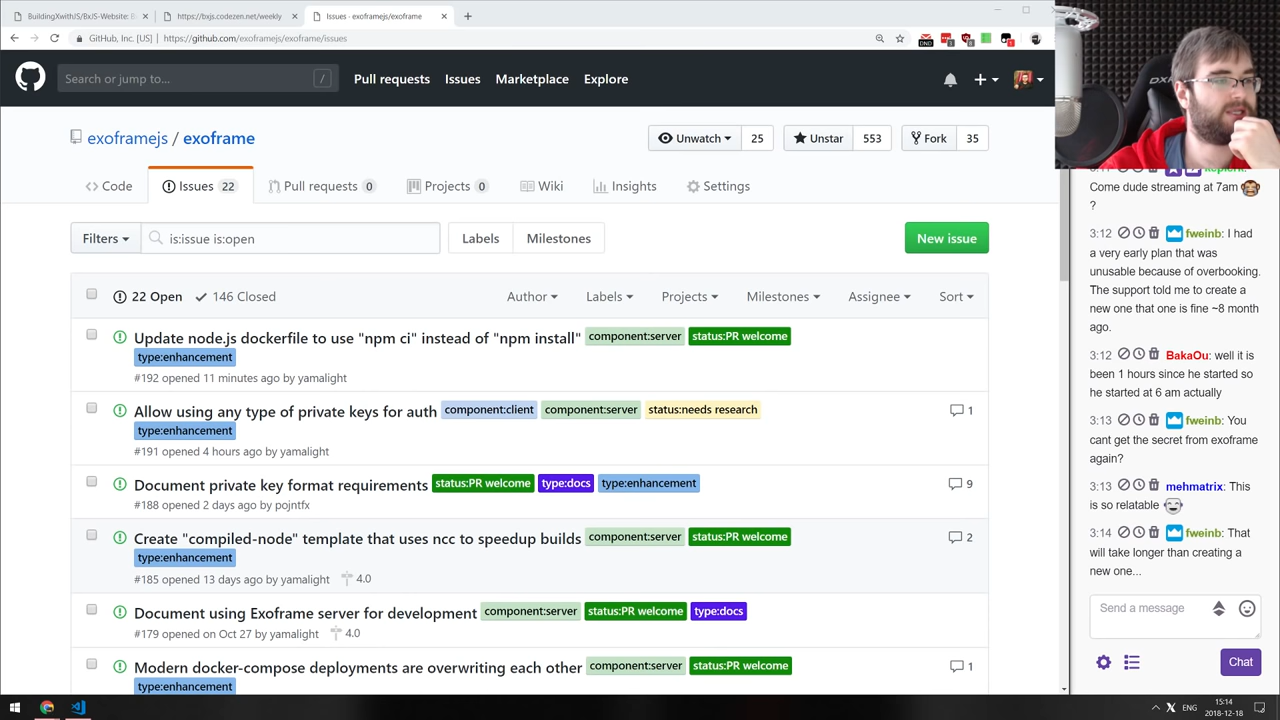 BuildingXwithJS/BxJS-Website: B
https://bxjs.codezen.net/weekly
Issues · exoframejs/exoframe
GitHub, Inc. [US]
https://github.com/exoframejs/exoframe/issues
Search or jump to...
/
Pull requests
Issues
Marketplace
Explore
exoframejs / exoframe
Unwatch 25
Unstar 553
Fork 35
Code
Issues 22
Pull requests 0
Projects 0
Wiki
Insights
Settings
Filters
is:issue is:open
Labels
Milestones
New issue
22 Open
146 Closed
Author
Labels
Projects
Milestones
Assignee
Sort
Update node.js dockerfile to use "npm ci" instead of "npm install" component:server status:PR welcome
type:enhancement
#192 opened 11 minutes ago by yamalight
Allow using any type of private keys for auth component:client component:server status:needs research
1
type:enhancement
#191 opened 4 hours ago by yamalight
Document private key format requirements status:PR welcome type:docs type:enhancement
9
#188 opened 2 days ago by pojntfx
Create "compiled-node" template that uses ncc to speedup builds component:server status:PR welcome
2
type:enhancement
#185 opened 13 days ago by yamalight 4.0
Document using Exoframe server for development component:server status:PR welcome type:docs
#179 opened on Oct 27 by yamalight 4.0
Modern docker-compose deployments are overwriting each other component:server status:PR welcome
1
type:enhancement
DXR
Come dude streaming at 7am
?
3:12 fweinb: I had
a very early plan that was
unusable because of overbooking.
The support told me to create a
new one that one is fine ~8 month
ago.
3:12 BakaOu: well it is
been 1 hours since he started so
he started at 6 am actually
3:13 fweinb: You
cant get the secret from exoframe
again?
3:13 mehmatrix: This
is so relatable
3:14 fweinb: That
will take longer than creating a
new one...
Send a message
Chat
ENG
15:14
2018-12-18